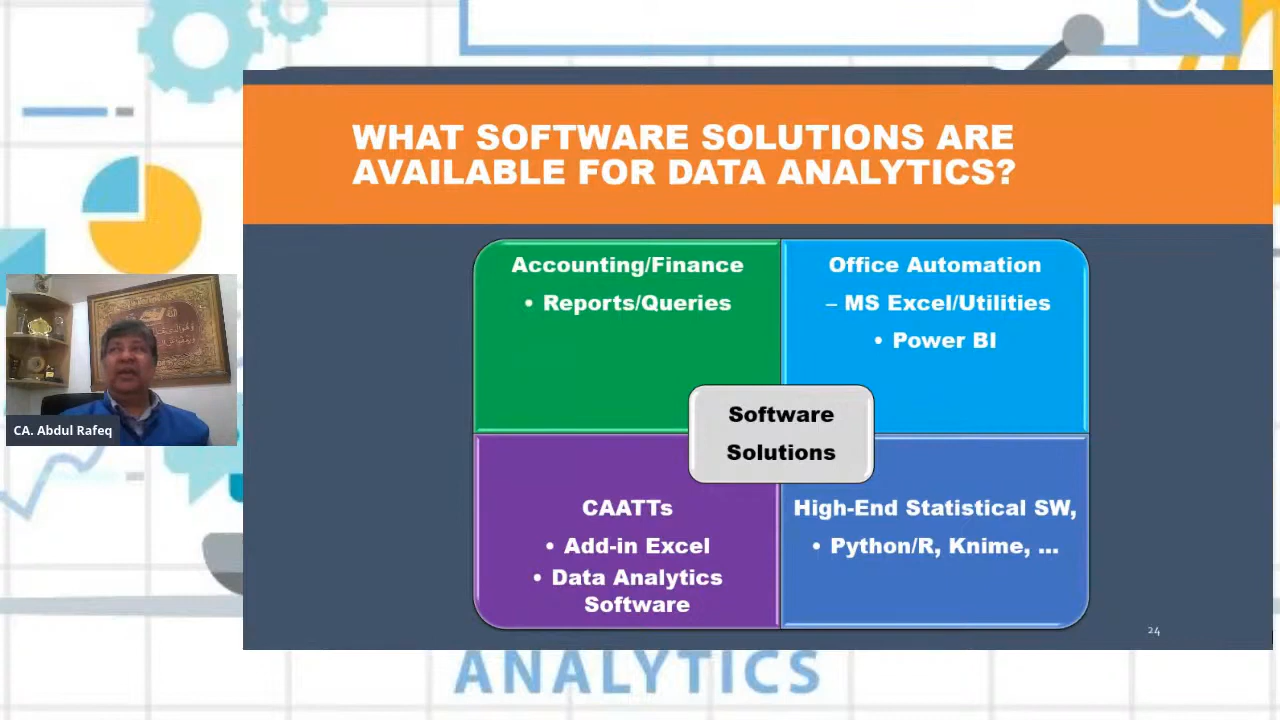 WHAT SOFTWARE SOLUTIONS ARE
AVAILABLE FOR DATA ANALYTICS?
Accounting/Finance
• Reports/Queries
Office Automation
– MS Excel/Utilities
• Power BI
Software
Solutions
CAATTs
• Add-in Excel
• Data Analytics
Software
High-End Statistical SW,
• Python/R, Knime, ...
24
CA. Abdul Rafeq
ANALYTICS